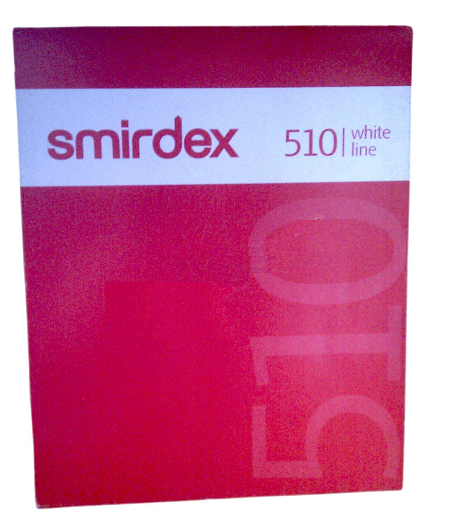 smirdex
510 | white
line
510